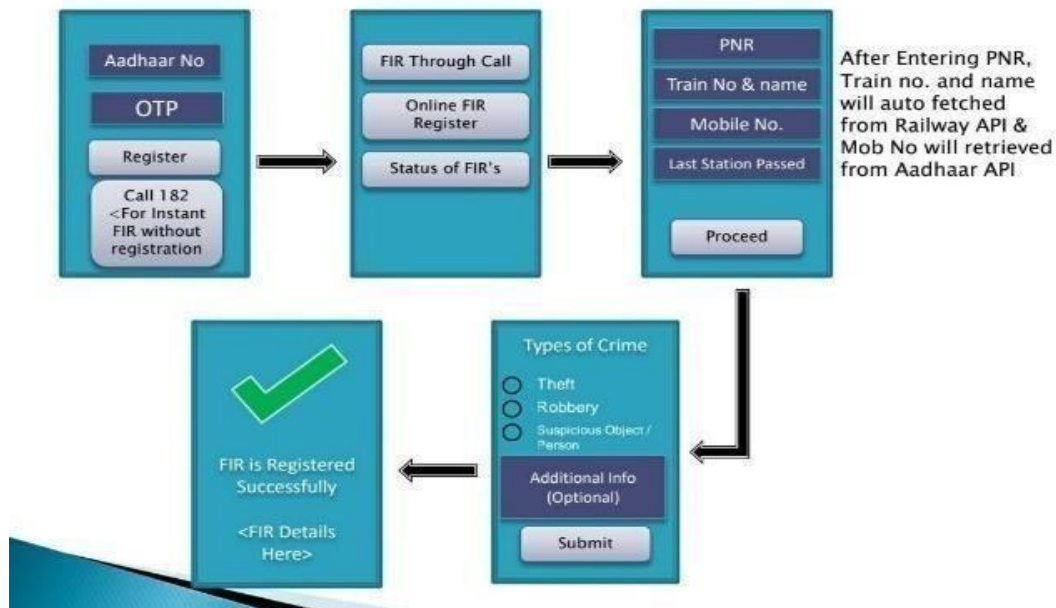 Aadhaar No
OTP
Register
Call 182
<For Instant
FIR without
registration
FIR Through Call
Online FIR
Register
Status of FIR's
PNR
Train No & name
Mobile No.
Last Station Passed
Proceed
After Entering PNR,
Train no. and name
will auto fetched
from Railway API &
Mob No will retrieved
from Aadhaar API
Types of Crime
Theft
Robbery
Suspicious Object /
Person
Additional Info
(Optional)
Submit
FIR is Registered
Successfully
<FIR Details
Here>